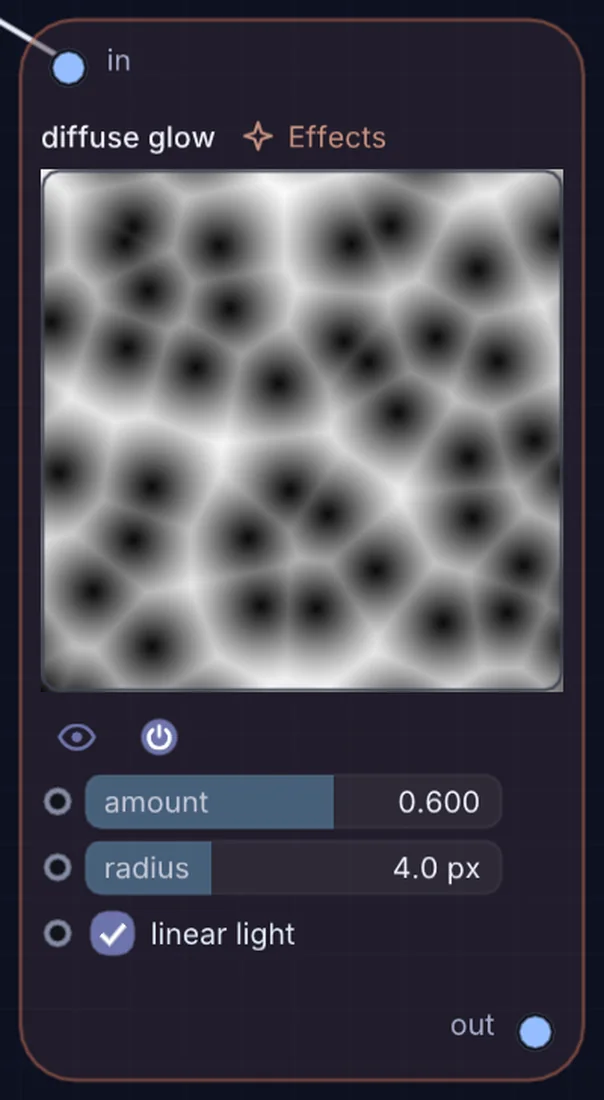 in
diffuse glow Effects
amount 0.600
radius 4.0 px
linear light
out